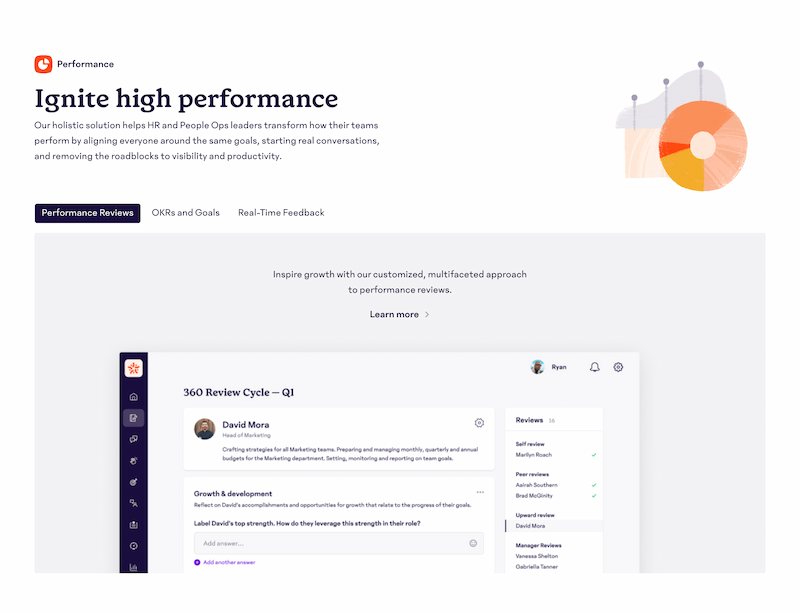 Performance
Ignite high performance
Our holistic solution helps HR and People Ops leaders transform how their teams
perform by aligning everyone around the same goals, starting real conversations,
and removing the roadblocks to visibility and productivity.
Performance Reviews
OKRs and Goals
Real-Time Feedback
Inspire growth with our customized, multifaceted approach
to performance reviews.
Learn more
Ryan
360 Review Cycle — Q1
David Mora
Head of Marketing
Crafting strategies for all Marketing teams. Preparing and managing monthly, quarterly and annual
budgets for the Marketing department. Setting, monitoring and reporting on team goals.
Growth & development
Reflect on David's accomplishments and opportunities for growth that relate to the progress of their goals.
Label David's top strength. How do they leverage this strength in their role?
Add answer...
Add another answer
Reviews 16
Self review
Marilyn Roach
Peer reviews
Aairah Southern
Brad McGinity
Upward review
David Mora
Manager Reviews
Vanessa Shelton
Gabriella Tanner